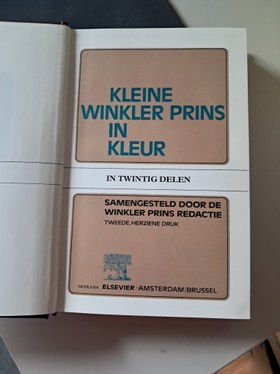 KLEINE
WINKLER PRINS
IN
KLEUR
IN TWINTIG DELEN
SAMENGESTELD DOOR DE
WINKLER PRINS REDACTIE
TWEEDE, HERZIENE DRUK
ELSEVIER - AMSTERDAM/BRUSSEL